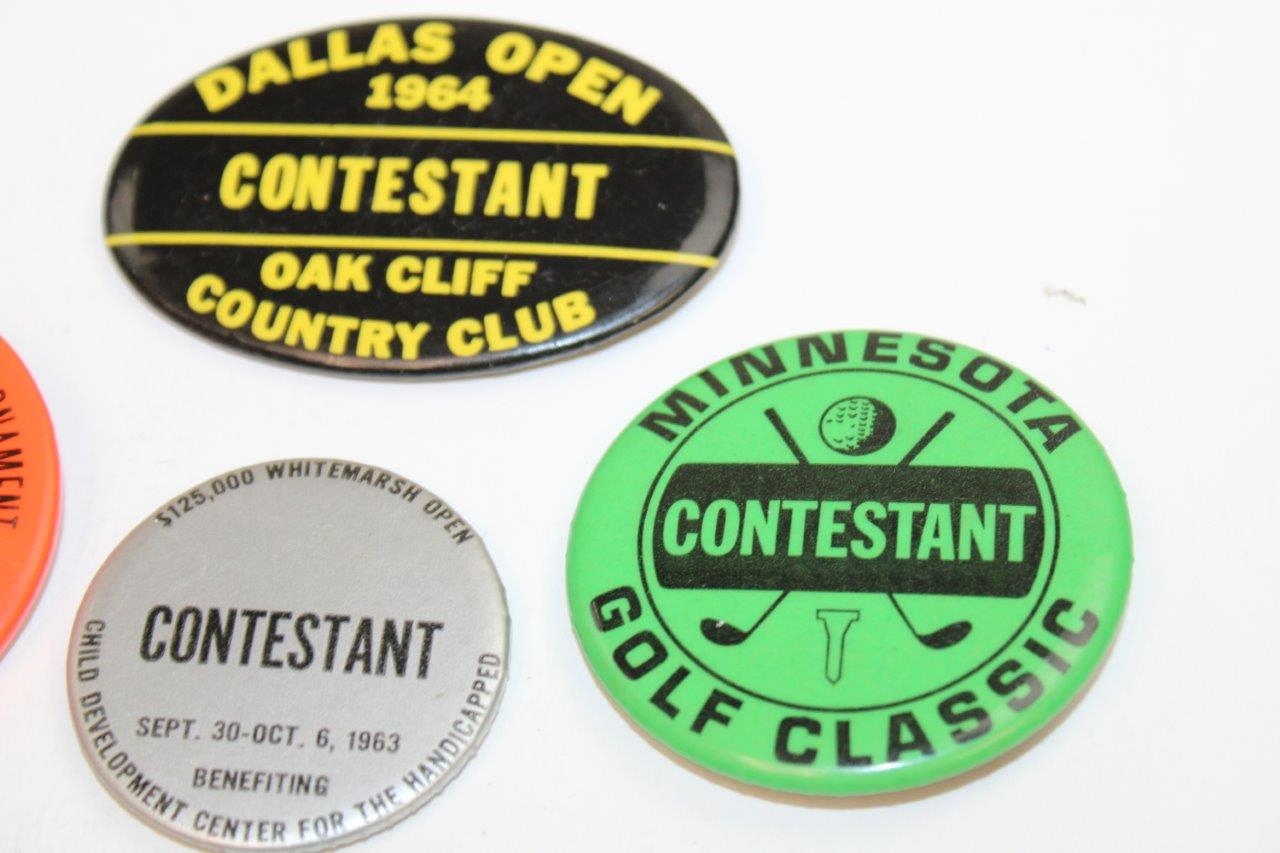 DALLAS OPEN
1964
CONTESTANT
OAK CLIFF
COUNTRY CLUB
MINNESOTA
CONTESTANT
GOLF CLASSIC
$125,000 WHITEMARSH OPEN
CONTESTANT
SEPT. 30-OCT. 6, 1963
BENEFITING
CHILD DEVELOPMENT CENTER FOR THE HANDICAPPED